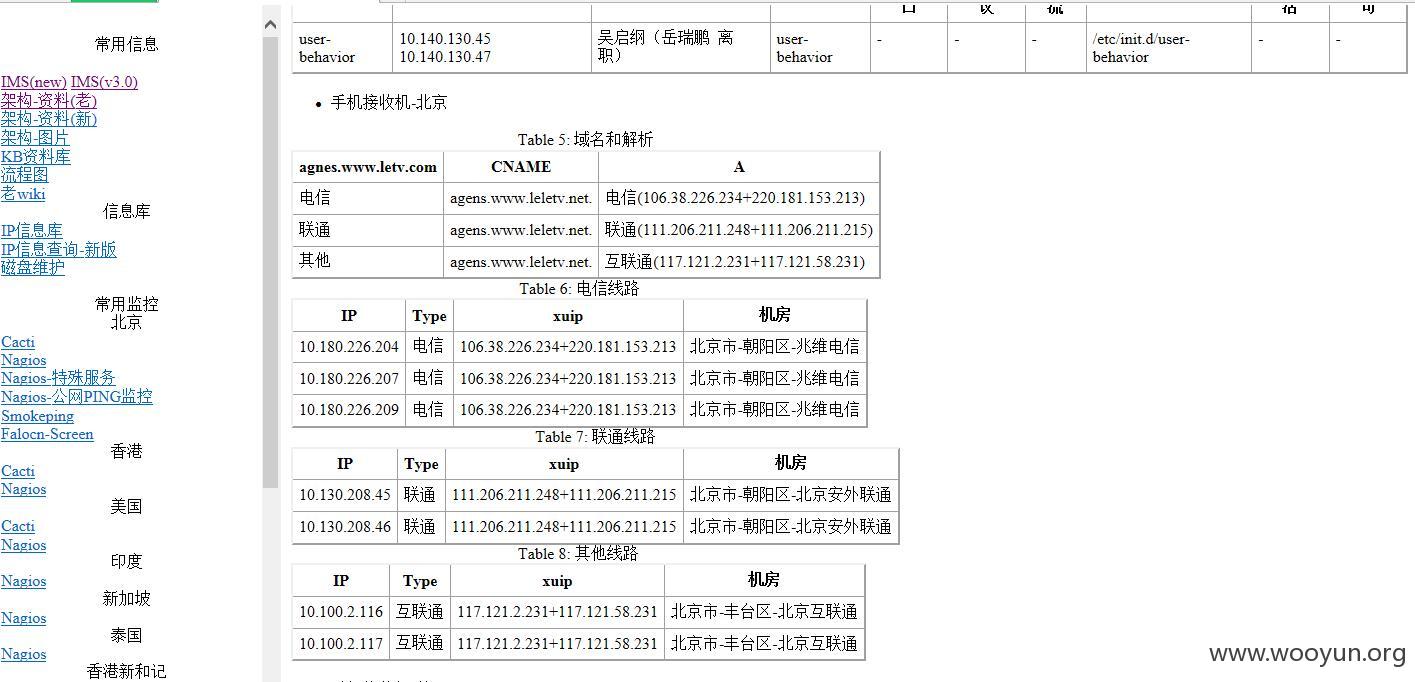 常用信息
IMS(new) IMS(v3.0)
架构-资料(老)
架构-资料(新)
架构-图片
KB资料库
流程图
老wiki
信息库
IP信息库
IP信息查询-新版
磁盘维护
常用监控
北京
Cacti
Nagios
Nagios-特殊服务
Nagios-公网PING监控
Smokeping
Falocn-Screen
香港
Cacti
Nagios
美国
Cacti
Nagios
印度
Nagios
新加坡
Nagios
泰国
Nagios
香港新和记
user-behavior 10.140.130.45 10.140.130.47 吴启纲（岳瑞鹏 离职） user-behavior - - - /etc/init.d/user-behavior - -
• 手机接收机-北京
Table 5: 域名和解析
agnes.www.letv.com CNAME A
电信 agens.www.leletv.net. 电信(106.38.226.234+220.181.153.213)
联通 agens.www.leletv.net. 联通(111.206.211.248+111.206.211.215)
其他 agens.www.leletv.net. 互联通(117.121.2.231+117.121.58.231)
Table 6: 电信线路
IP Type xuip 机房
10.180.226.204 电信 106.38.226.234+220.181.153.213 北京市-朝阳区-兆维电信
10.180.226.207 电信 106.38.226.234+220.181.153.213 北京市-朝阳区-兆维电信
10.180.226.209 电信 106.38.226.234+220.181.153.213 北京市-朝阳区-兆维电信
Table 7: 联通线路
IP Type xuip 机房
10.130.208.45 联通 111.206.211.248+111.206.211.215 北京市-朝阳区-北京安外联通
10.130.208.46 联通 111.206.211.248+111.206.211.215 北京市-朝阳区-北京安外联通
Table 8: 其他线路
IP Type xuip 机房
10.100.2.116 互联通 117.121.2.231+117.121.58.231 北京市-丰台区-北京互联通
10.100.2.117 互联通 117.121.2.231+117.121.58.231 北京市-丰台区-北京互联通
www.wooyun.org